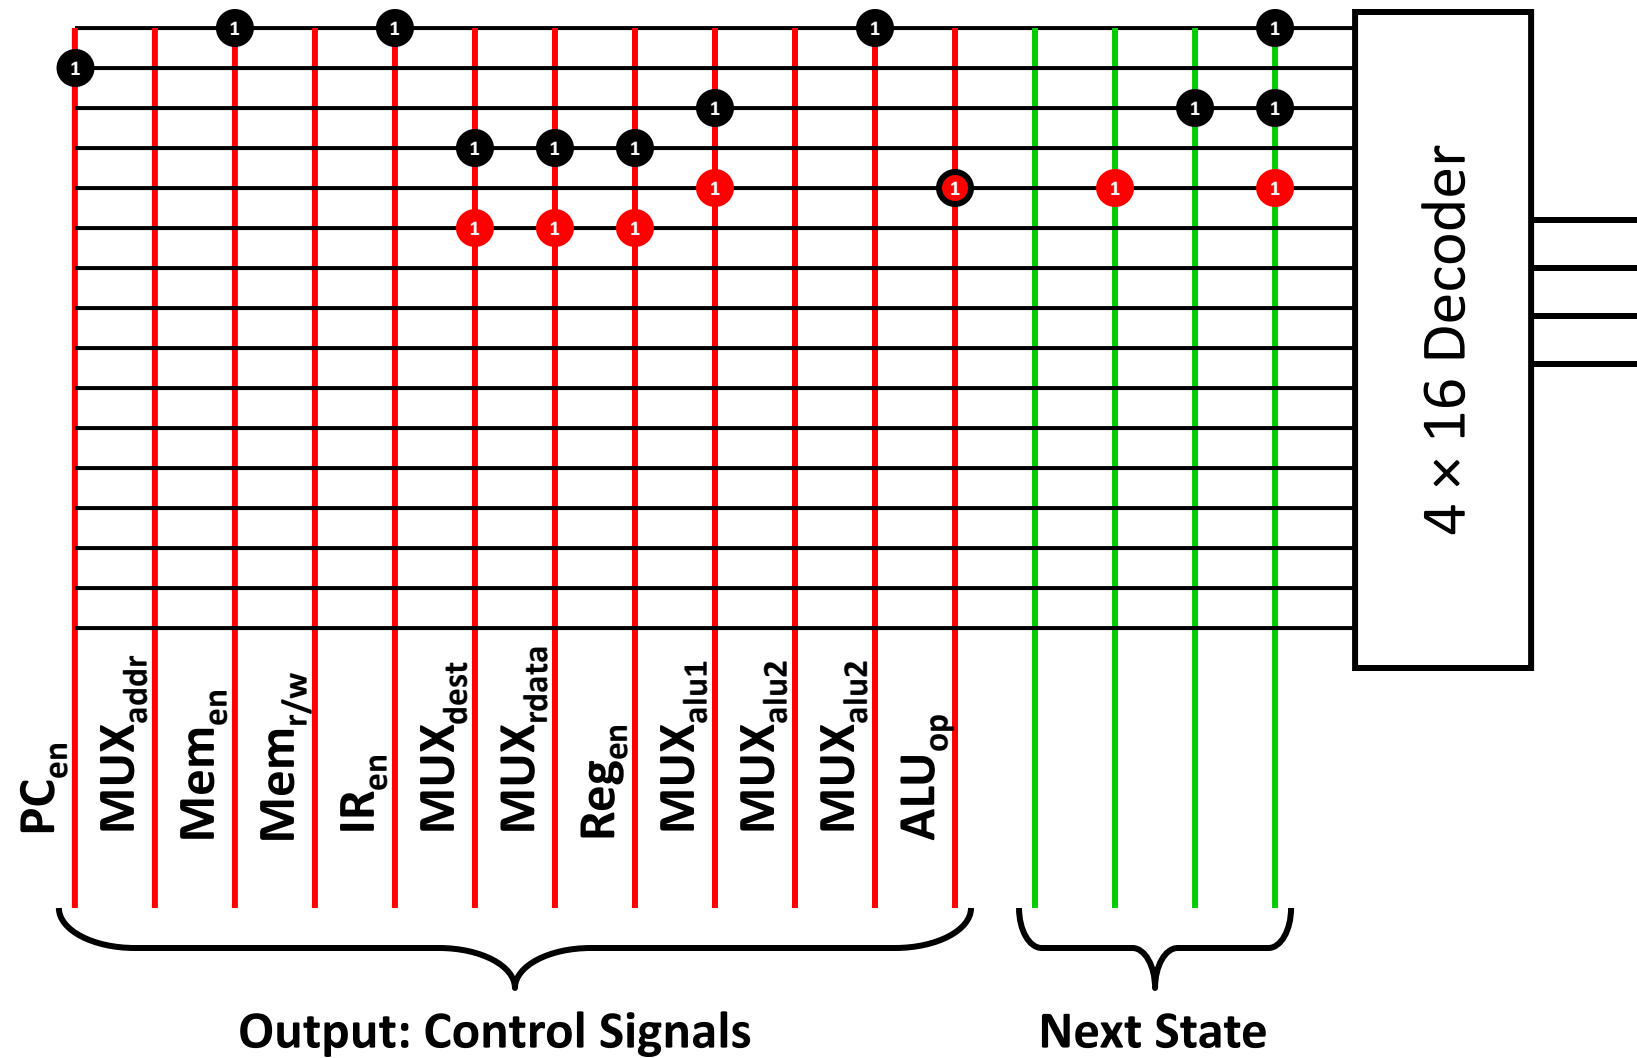 1 1 1 1
1
1 1 1
1 1 1
1 1 1 1
1 1 1
4 × 16 Decoder
PCen
MUXaddr
Memen
Memr/w
IRen
MUXdest
MUXrdata
Regen
MUXalu1
MUXalu2
MUXalu2
ALUop
Output: Control Signals
Next State